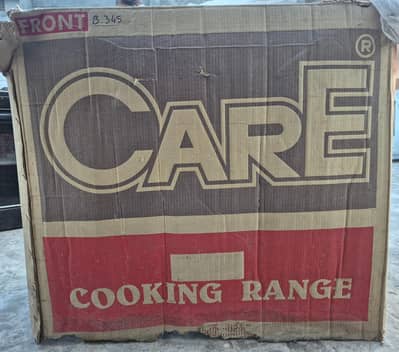 FRONT B.345
CARE ®
COOKING RANGE